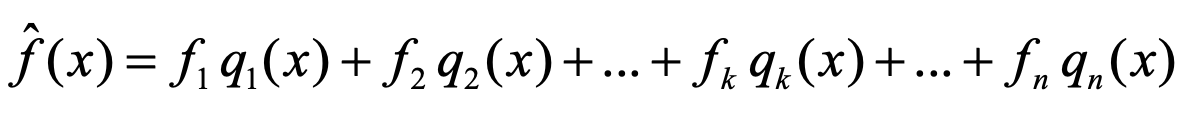 f̂(x) = f₁ q₁(x) + f₂ q₂(x) + ... + fₖ qₖ(x) + ... + fₙ qₙ(x)